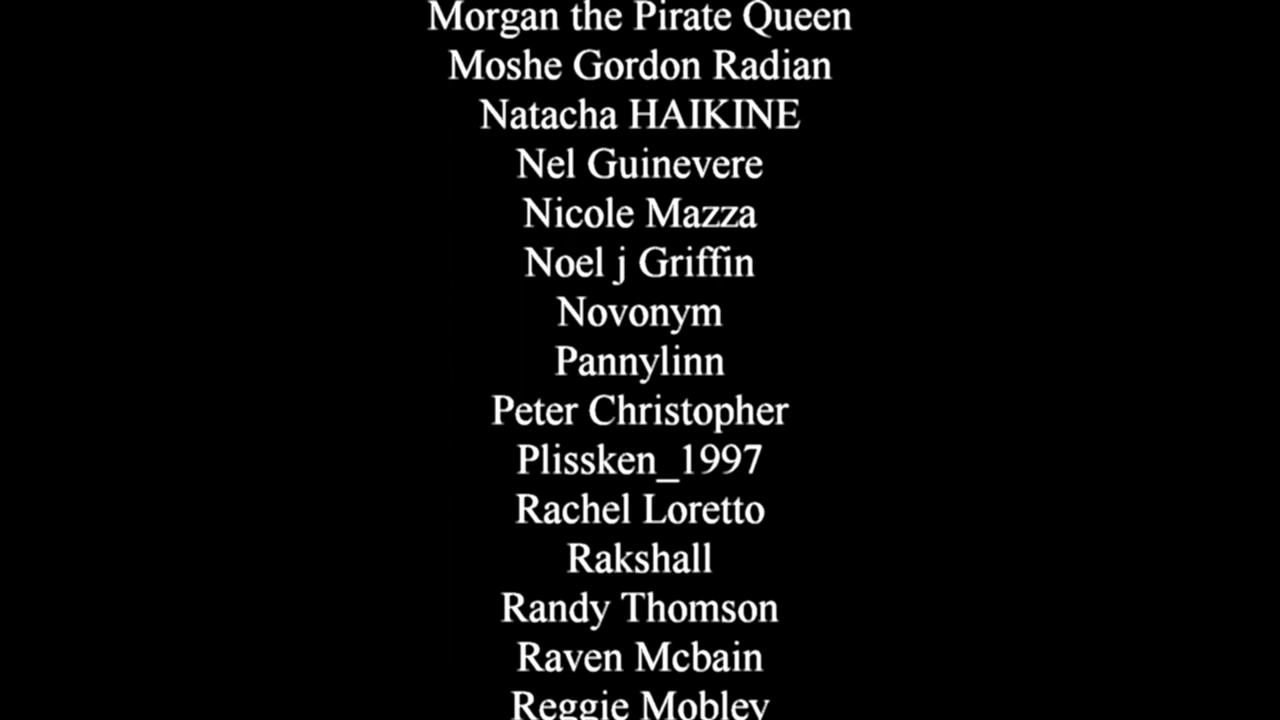 Morgan the Pirate Queen
Moshe Gordon Radian
Natacha HAIKINE
Nel Guinevere
Nicole Mazza
Noel j Griffin
Novonym
Pannylinn
Peter Christopher
Plissken_1997
Rachel Loretto
Rakshall
Randy Thomson
Raven Mcbain
Reggie Mobley